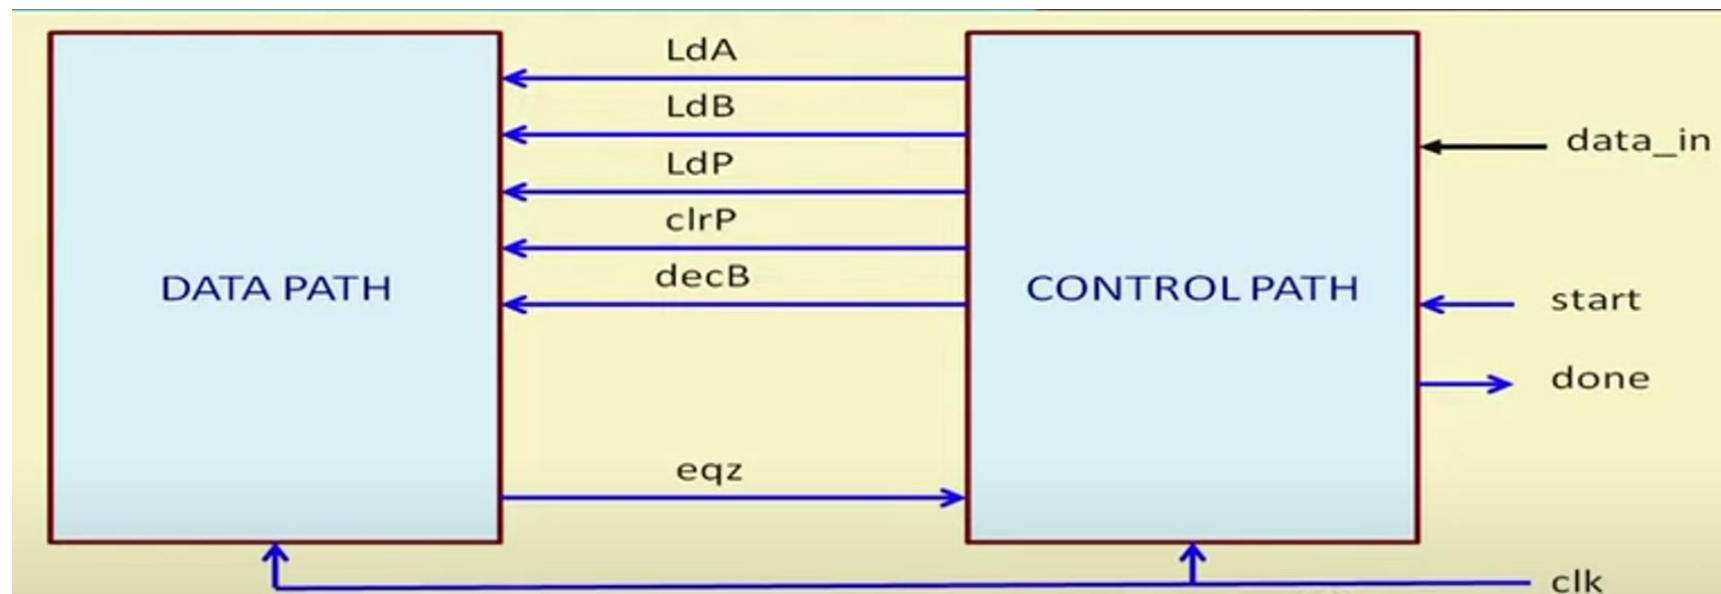 LdA
LdB
LdP
clrP
decB
DATA PATH
CONTROL PATH
data_in
start
done
eqz
clk